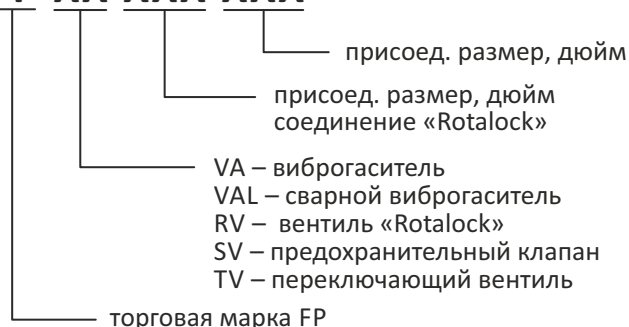 присоед. размер, дюйм
присоед. размер, дюйм
соединение «Rotalock»
VA – виброгаситель
VAL – сварной виброгаситель
RV – вентиль «Rotalock»
SV – предохранительный клапан
TV – переключающий вентиль
торговая марка FP